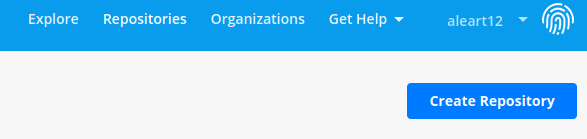 Explore Repositories Organizations Get Help aleart12
Create Repository